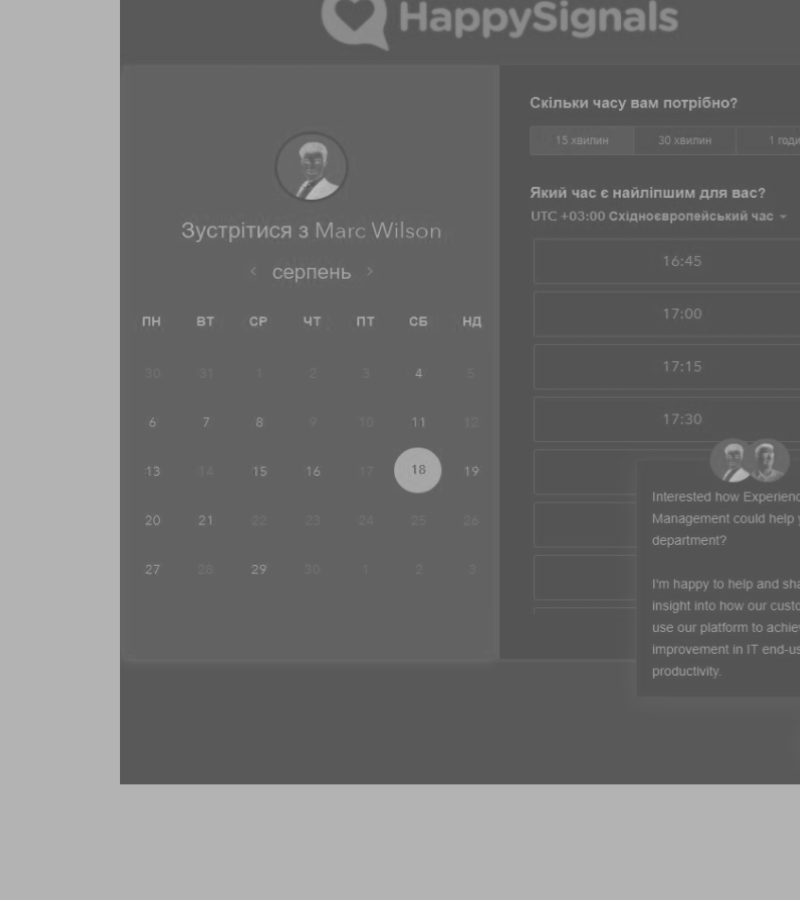 HappySignals
Зустрітися з Marc Wilson
серпень
ПН ВТ СР ЧТ ПТ СБ НД
30 31 1 2 3 4 5
6 7 8 9 10 11 12
13 14 15 16 17 18 19
20 21 22 23 24 25 26
27 28 29 30 1 2 3
Скільки часу вам потрібно?
15 хвилин 30 хвилин 1 годи
Який час є найліпшим для вас?
UTC +03:00 Східноєвропейський час
16:45
17:00
17:15
17:30
Interested how Experienc
Management could help y
department?
I'm happy to help and sha
insight into how our custo
use our platform to achiev
improvement in IT end-us
productivity.